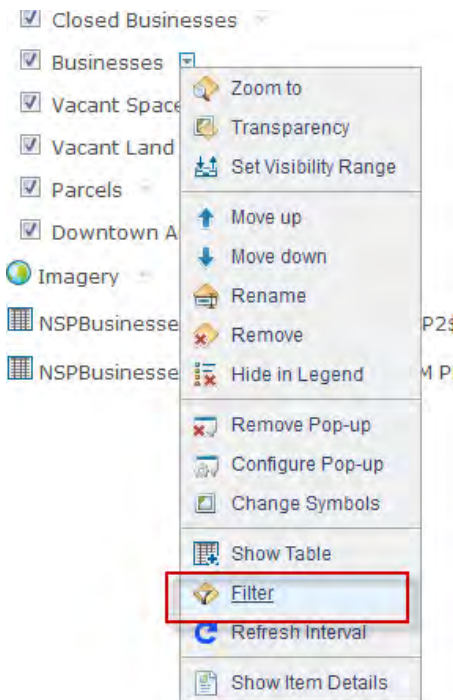 Closed Businesses
Businesses
Zoom to
Vacant Space
Transparency
Vacant Land
Set Visibility Range
Parcels
Move up
Downtown A
Move down
Imagery
Rename
NSPBusinesse P2$
Remove
NSPBusinesse M P
Hide in Legend
Remove Pop-up
Configure Pop-up
Change Symbols
Show Table
Filter
Refresh Interval
Show Item Details